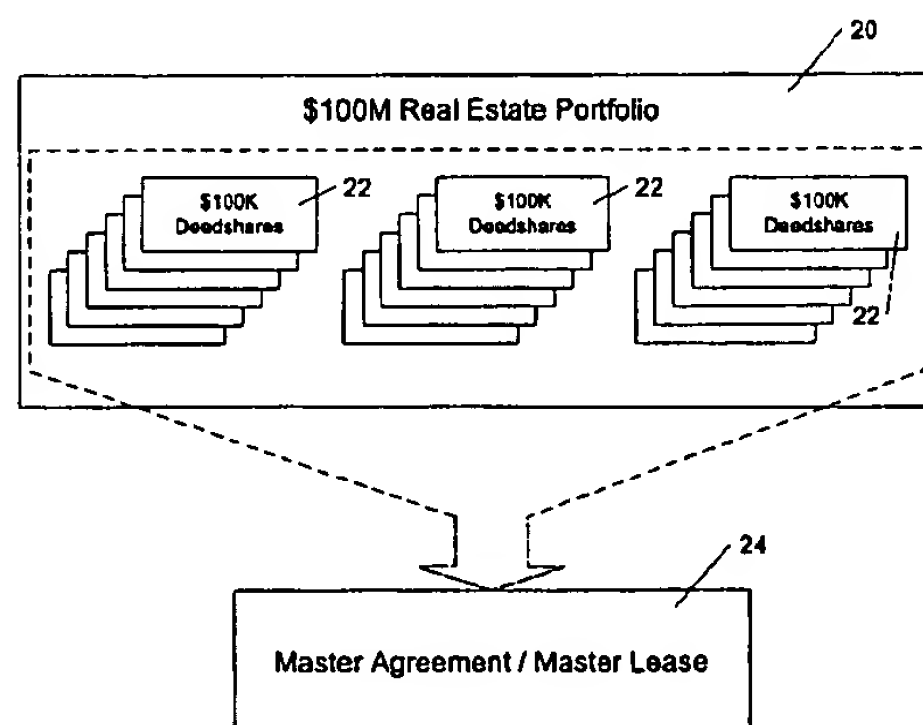 20
$100M Real Estate Portfolio
$100K
Deedshares
22
$100K
Deedshares
22
$100K
Deedshares
22
24
Master Agreement / Master Lease